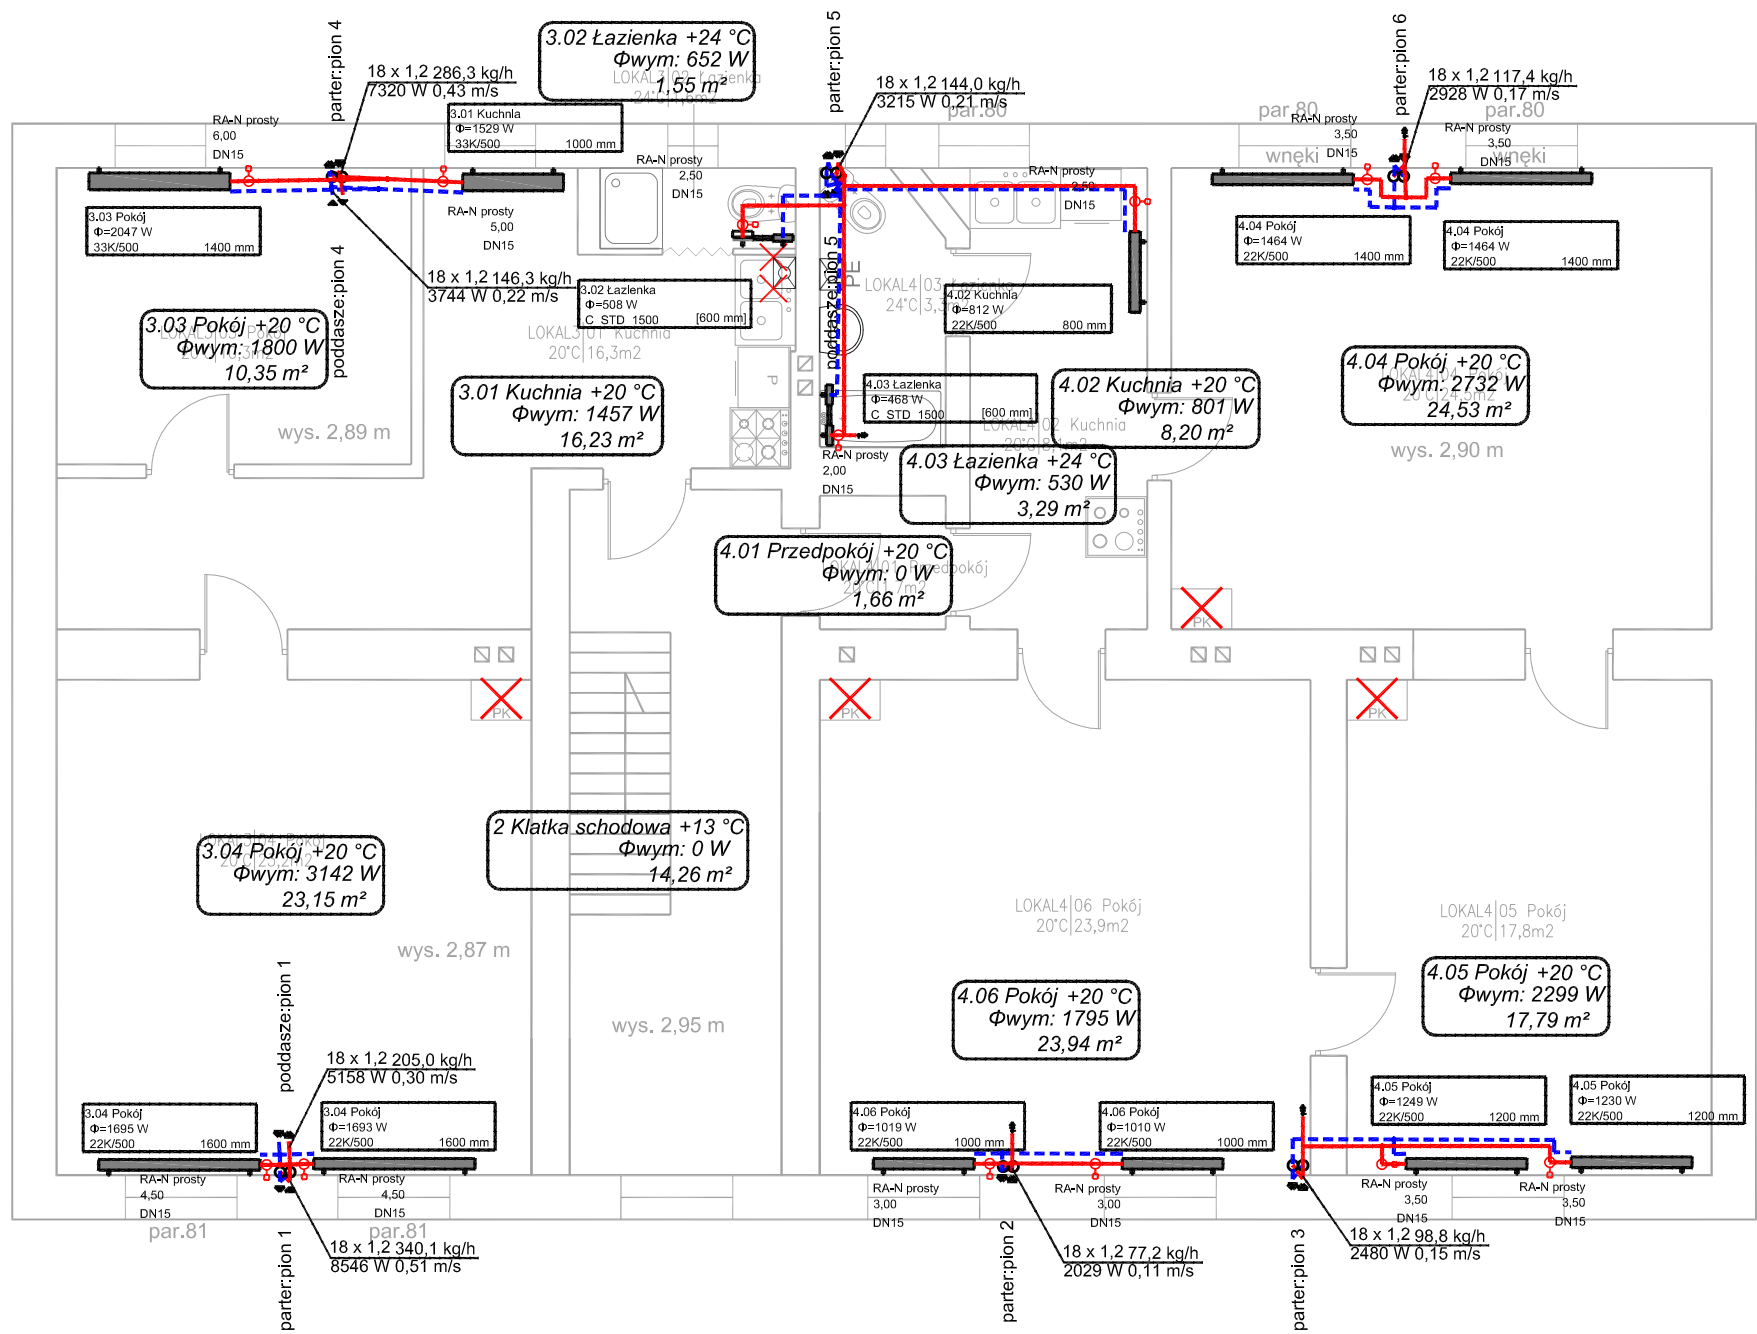 parter:pion 4
18 x 1,2 286,3 kg/h
7320 W 0,43 m/s
3.02 Łazienka +24 °C
Φwym: 652 W
1,55 m²
parter:pion 5
18 x 1,2 144,0 kg/h
3215 W 0,21 m/s
par.80
parter:pion 6
18 x 1,2 117,4 kg/h
2928 W 0,17 m/s
par.80
par.80
RA-N prosty
6,00
DN15
3.01 Kuchnia
Φ=1529 W
33K/500 1000 mm
RA-N prosty
2,50
DN15
RA-N prosty
2,50
DN15
RA-N prosty
3,50
DN15
RA-N prosty
3,50
DN15
wnęki
wnęki
3.03 Pokój
Φ=2047 W
33K/500 1400 mm
RA-N prosty
5,00
DN15
poddasze:pion 4
18 x 1,2 146,3 kg/h
3744 W 0,22 m/s
3.02 Łazienka
Φ=508 W
C STD 1500 [600 mm]
poddasze:pion 5
PE
LOKAL4|03 Łazienka
24°C|3,3m2
4.02 Kuchnia
Φ=812 W
22K/500 800 mm
4.04 Pokój
Φ=1464 W
22K/500 1400 mm
4.04 Pokój
Φ=1464 W
22K/500 1400 mm
3.03 Pokój +20 °C
Φwym: 1800 W
10,35 m²
LOKAL3|01 Kuchnia
20°C|16,3m2
3.01 Kuchnia +20 °C
Φwym: 1457 W
16,23 m²
P
4.03 Łazienka
Φ=468 W
C STD 1500 [600 mm]
4.02 Kuchnia +20 °C
Φwym: 801 W
8,20 m²
4.04 Pokój +20 °C
Φwym: 2732 W
24,53 m²
wys. 2,89 m
wys. 2,90 m
RA-N prosty
2,00
DN15
4.03 Łazienka +24 °C
Φwym: 530 W
3,29 m²
4.01 Przedpokój +20 °C
Φwym: 0 W
1,66 m²
PK
PK
PK
PK
3.04 Pokój +20 °C
Φwym: 3142 W
23,15 m²
2 Klatka schodowa +13 °C
Φwym: 0 W
14,26 m²
LOKAL4|06 Pokój
20°C|23,9m2
LOKAL4|05 Pokój
20°C|17,8m2
wys. 2,87 m
wys. 2,95 m
4.06 Pokój +20 °C
Φwym: 1795 W
23,94 m²
4.05 Pokój +20 °C
Φwym: 2299 W
17,79 m²
poddasze:pion 1
18 x 1,2 205,0 kg/h
5158 W 0,30 m/s
3.04 Pokój
Φ=1695 W
22K/500 1600 mm
3.04 Pokój
Φ=1693 W
22K/500 1600 mm
4.06 Pokój
Φ=1019 W
22K/500 1000 mm
4.06 Pokój
Φ=1010 W
22K/500 1000 mm
4.05 Pokój
Φ=1249 W
22K/500 1200 mm
4.05 Pokój
Φ=1230 W
22K/500 1200 mm
RA-N prosty
4,50
DN15
RA-N prosty
4,50
DN15
RA-N prosty
3,00
DN15
RA-N prosty
3,00
DN15
RA-N prosty
3,50
DN15
RA-N prosty
3,50
DN15
par.81
par.81
parter:pion 1
18 x 1,2 340,1 kg/h
8546 W 0,51 m/s
parter:pion 2
18 x 1,2 77,2 kg/h
2029 W 0,11 m/s
parter:pion 3
18 x 1,2 98,8 kg/h
2480 W 0,15 m/s